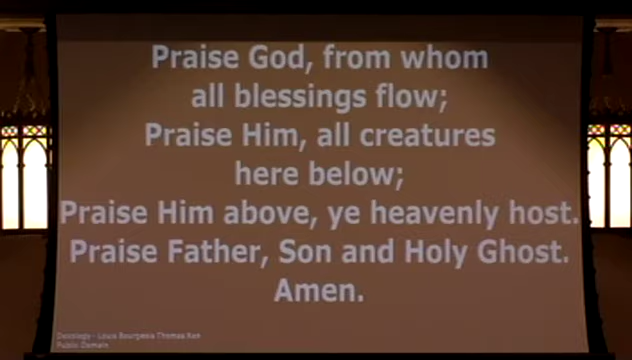 Praise God, from whom
all blessings flow;
Praise Him, all creatures
here below;
Praise Him above, ye heavenly host.
Praise Father, Son and Holy Ghost.
Amen.
Doxology - Louis Bourgeois Thomas Ken
Public Domain